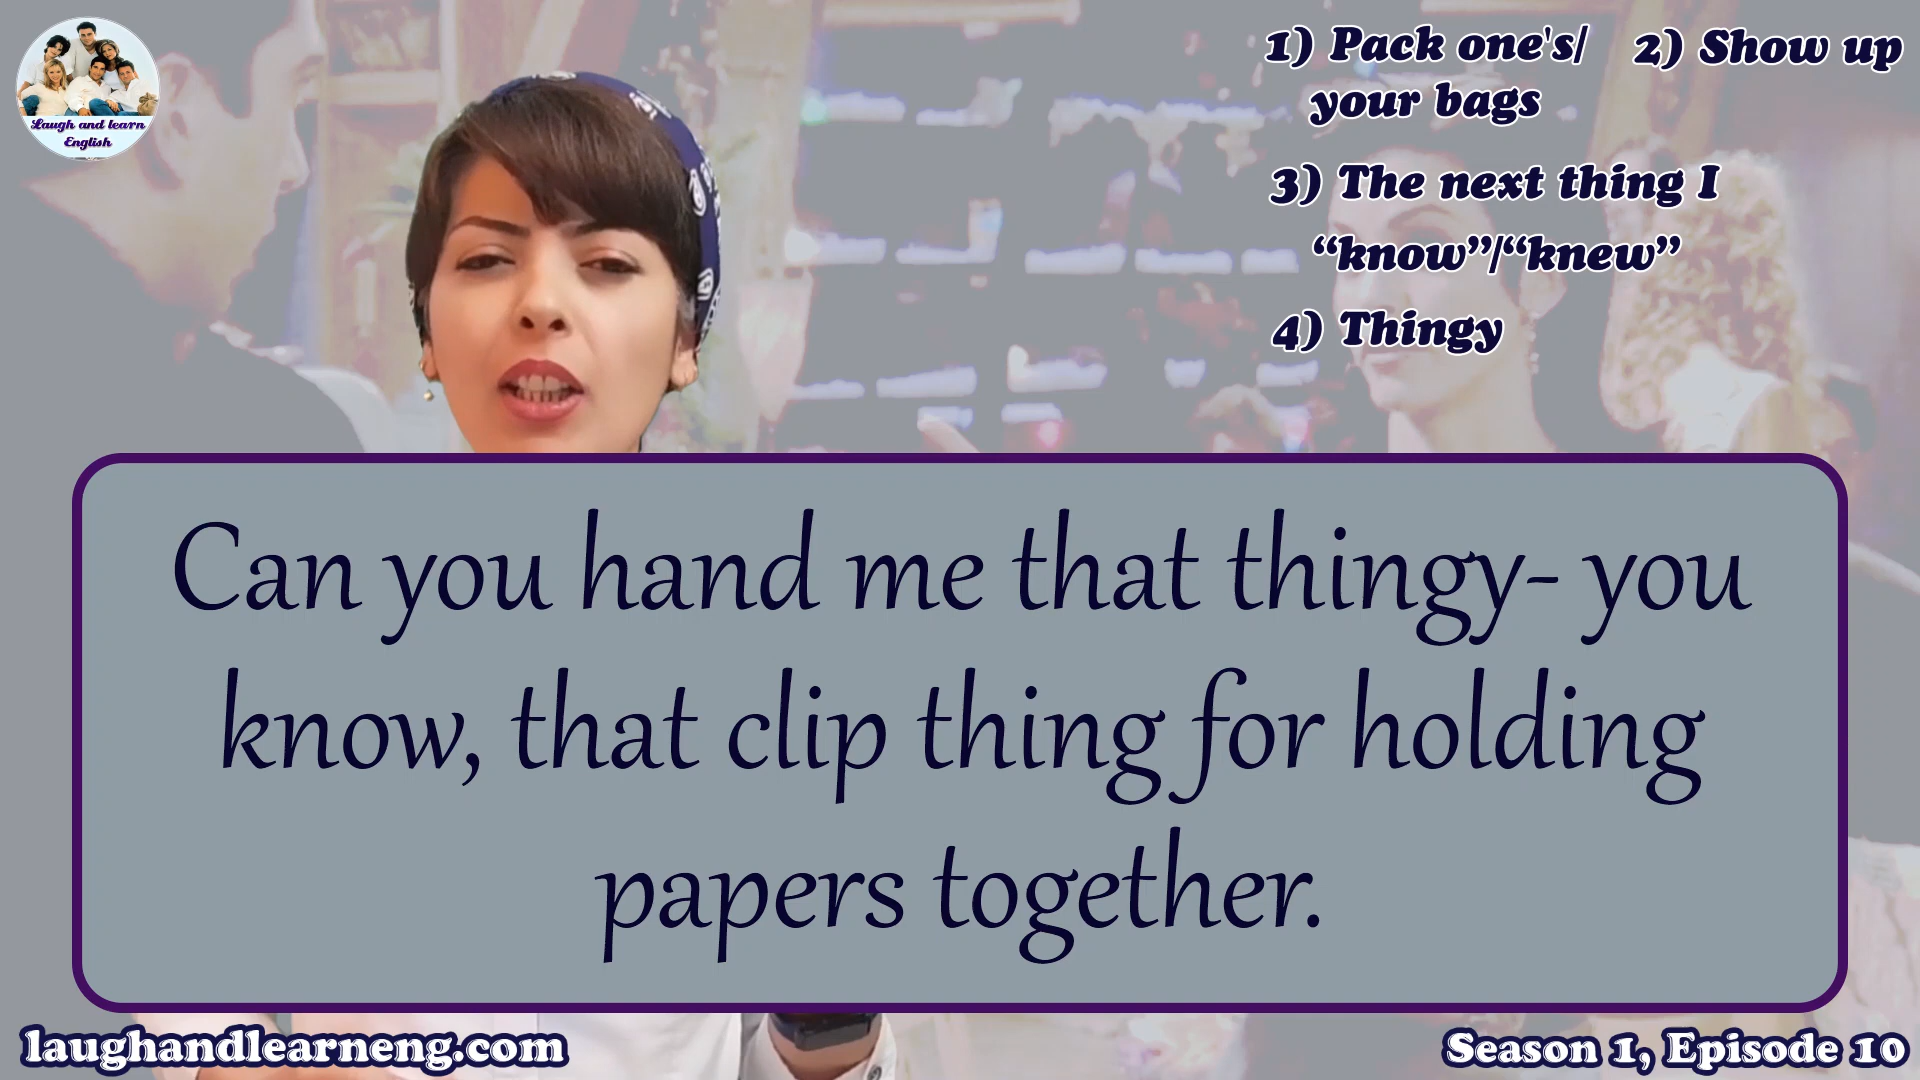 Laugh and learn
English
1) Pack one's/
your bags
2) Show up
3) The next thing I
“know”/“knew”
4) Thingy
Can you hand me that thingy- you
know, that clip thing for holding
papers together.
laughandlearneng.com
Season 1, Episode 10